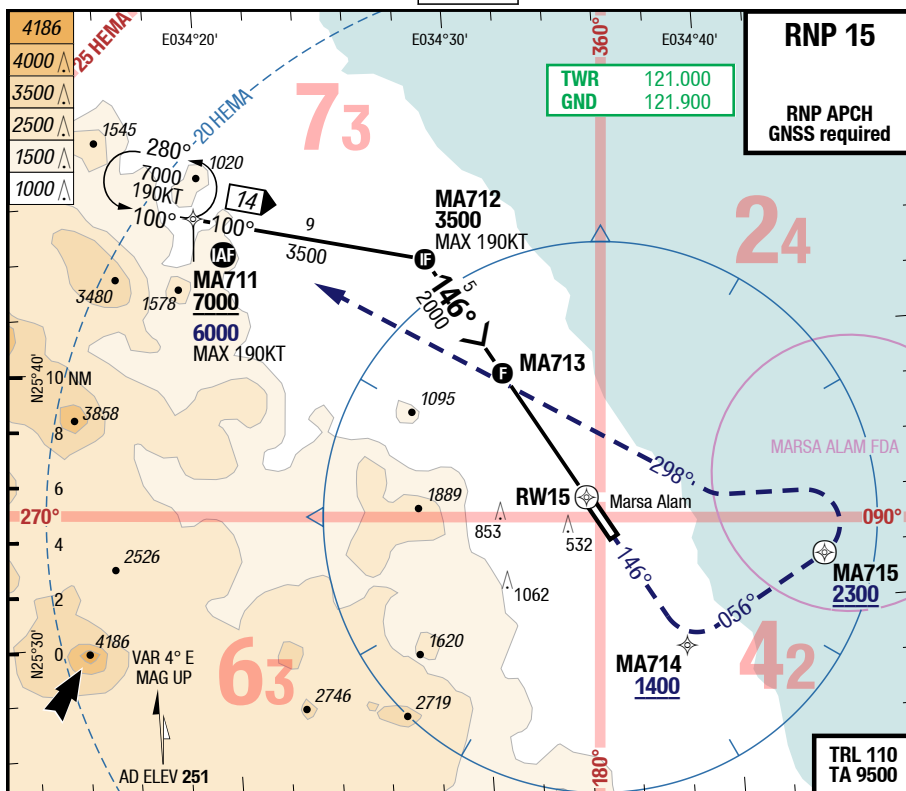 4186
4000
3500
2500
1500
1000
25 HEMA
20 HEMA
E034°20'
E034°30'
E034°40'
360°
TWR 121.000
GND 121.900
RNP 15
RNP APCH
GNSS required
73
24
1545
280°
7000
190KT
100°
1020
14
100°
9
3500
IAF
MA711
7000
6000
MAX 190KT
MA712
3500
MAX 190KT
IF
5
146°
2000
F
MA713
3480
1578
N25°40'
10 NM
3858
8
6
4
2
0
1095
298°
MARSA ALAM FDA
RW15
Marsa Alam
1889
270°
090°
853
532
146°
MA715
2300
2526
1062
056°
N25°30'
4186
VAR 4° E
MAG UP
63
1620
MA714
1400
42
2746
2719
AD ELEV 251
180°
TRL 110
TA 9500